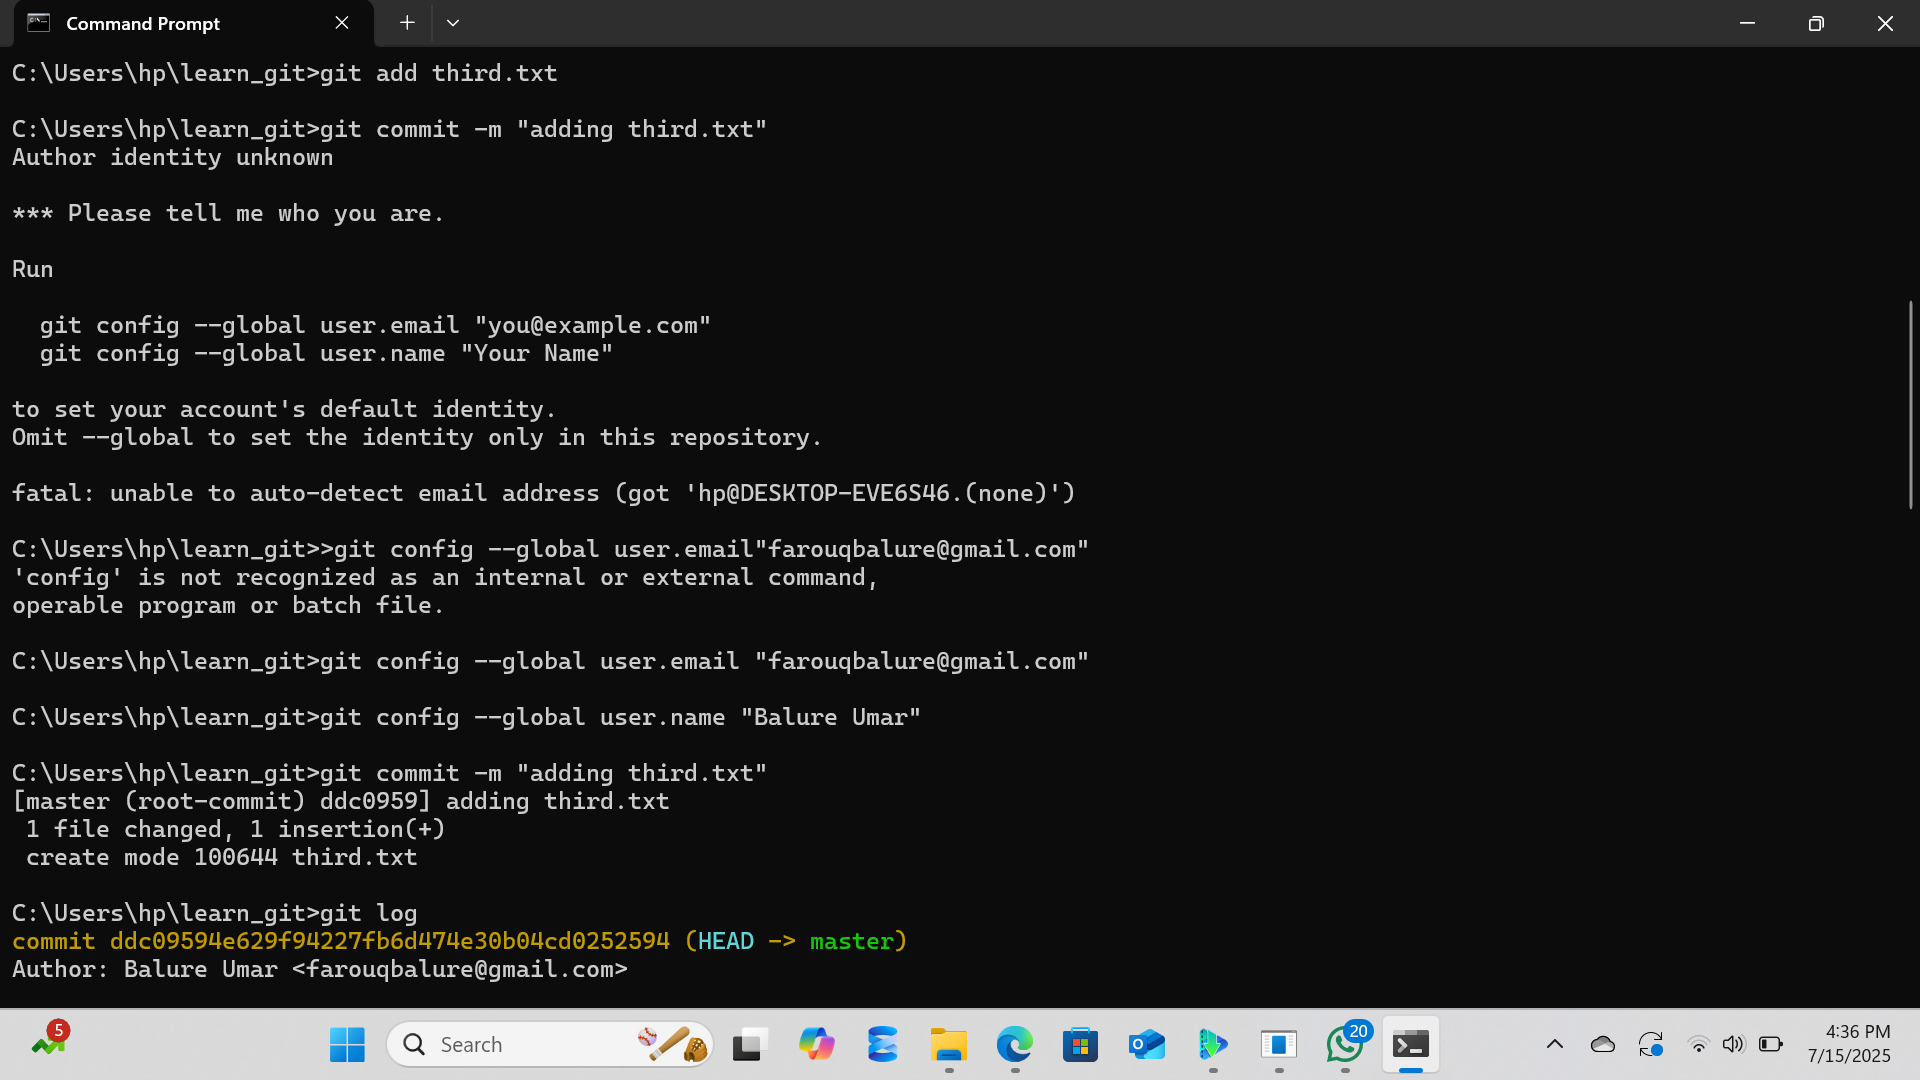 Command Prompt
C:\Users\hp\learn_git>git add third.txt
C:\Users\hp\learn_git>git commit -m "adding third.txt"
Author identity unknown
*** Please tell me who you are.
Run
git config --global user.email "you@example.com"
git config --global user.name "Your Name"
to set your account's default identity.
Omit --global to set the identity only in this repository.
fatal: unable to auto-detect email address (got 'hp@DESKTOP-EVE6S46.(none)')
C:\Users\hp\learn_git>>git config --global user.email"farouqbalure@gmail.com"
'config' is not recognized as an internal or external command,
operable program or batch file.
C:\Users\hp\learn_git>git config --global user.email "farouqbalure@gmail.com"
C:\Users\hp\learn_git>git config --global user.name "Balure Umar"
C:\Users\hp\learn_git>git commit -m "adding third.txt"
[master (root-commit) ddc0959] adding third.txt
1 file changed, 1 insertion(+)
create mode 100644 third.txt
C:\Users\hp\learn_git>git log
commit ddc09594e629f94227fb6d474e30b04cd0252594 (HEAD -> master)
Author: Balure Umar <farouqbalure@gmail.com>
5
Search
20
4:36 PM
7/15/2025